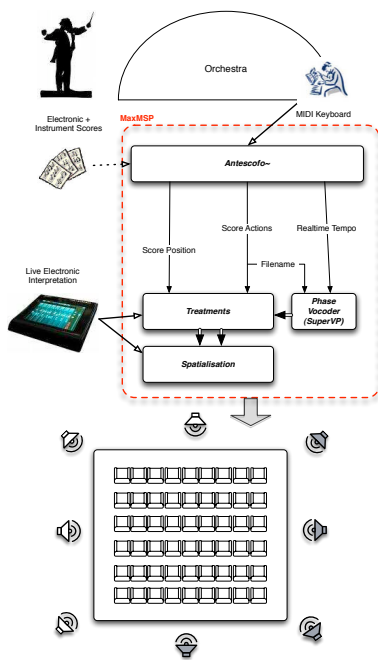 Orchestra
MIDI Keyboard
Electronic +
Instrument Scores
MaxMSP
Antescofo~
Score Position
Score Actions
Realtime Tempo
Filename
Live Electronic
Interpretation
Treatments
Phase
Vocoder
(SuperVP)
Spatialisation